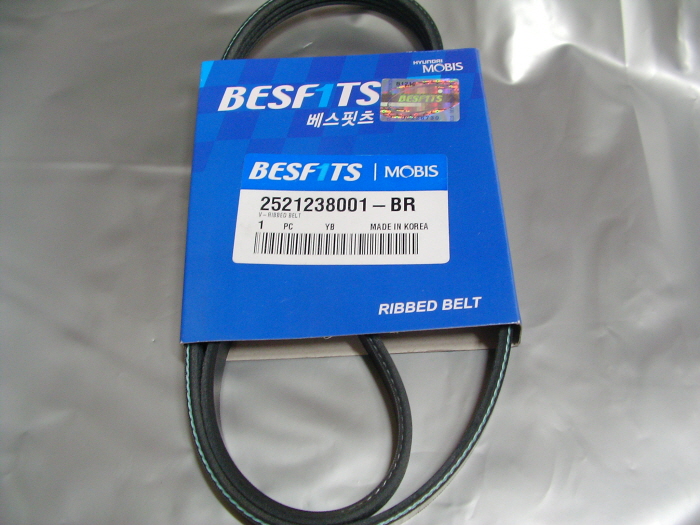 HYUNDAI
MOBIS
BESF1TS
베스핏츠
BESF1TS
BESF1TS | MOBIS
2521238001-BR
V-RIBBED BELT
1 PC YB MADE IN KOREA
RIBBED BELT